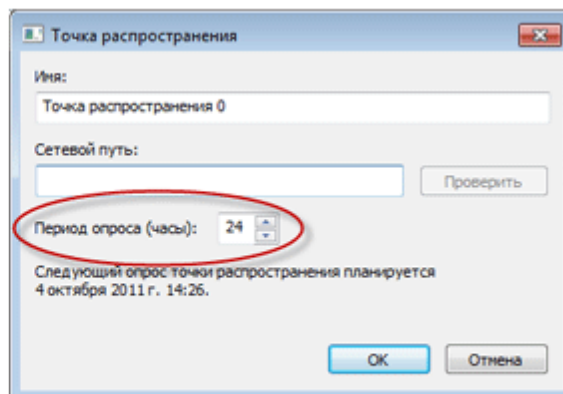 Точка распространения
Имя:
Точка распространения 0
Сетевой путь:
Проверить
Период опроса (часы): 24
Следующий опрос точки распространения планируется
4 октября 2011 г. 14:26.
ОК
Отмена